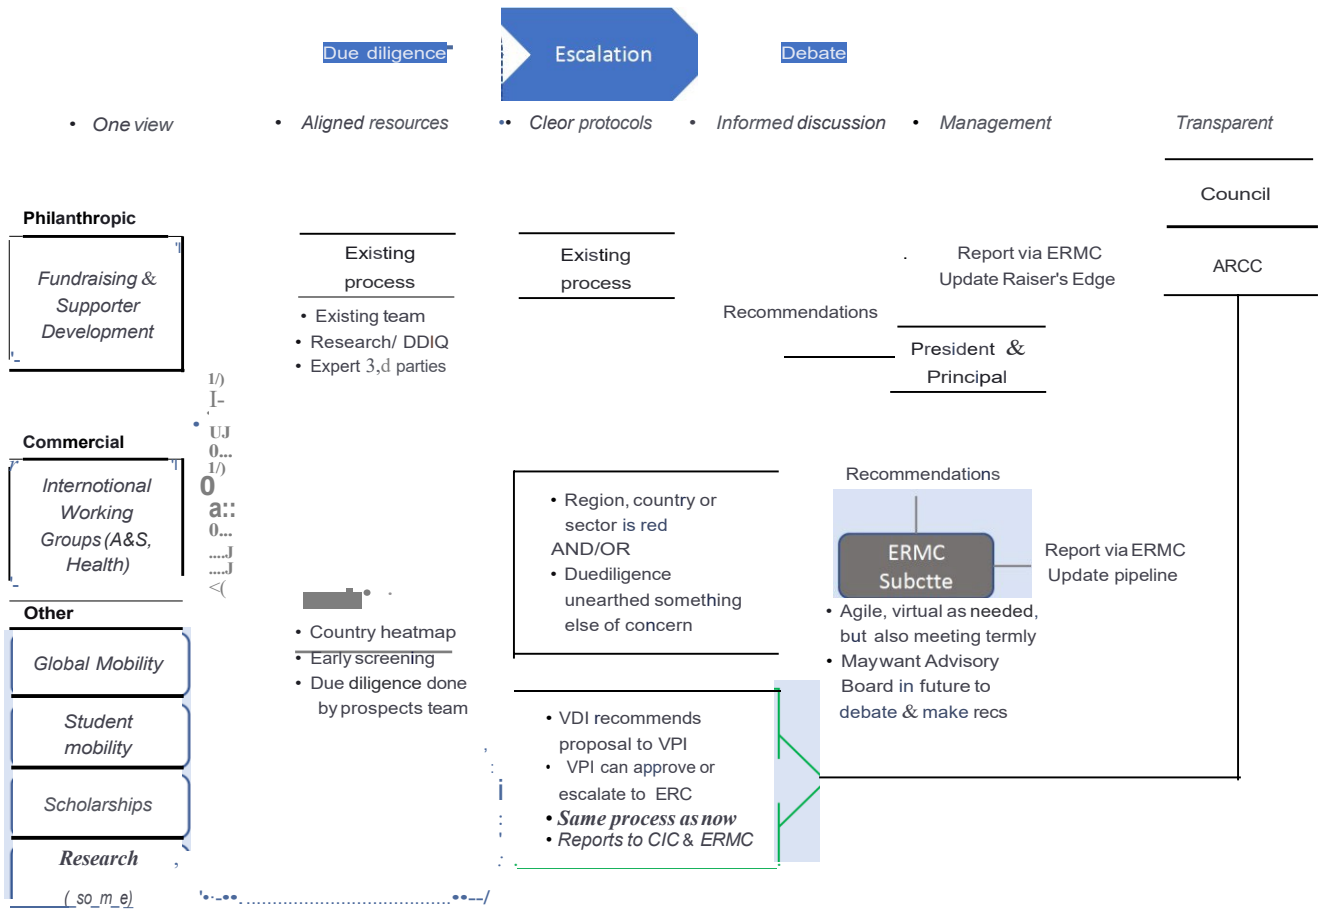 Due diligence
Escalation
Debate
• One view
• Aligned resources
•• Cleor protocols
• Informed discussion
• Management
Transparent
Council
ARCC
Philanthropic
Fundraising &
Supporter
Development
Existing
process
• Existing team
• Research/ DDIQ
• Expert 3,d parties
Existing
process
Recommendations
Report via ERMC
Update Raiser's Edge
President &
Principal
1/)
I-
UJ
0...
1/)
0
a::
0...
....J
....J
<(
Commercial
Internotional
Working
Groups (A&S,
Health)
• Region, country or
sector is red
AND/OR
• Duediligence
unearthed something
else of concern
Recommendations
ERMC
Subctte
Report via ERMC
Update pipeline
• Agile, virtual as needed,
but also meeting termly
• Maywant Advisory
Board in future to
debate & make recs
Other
Global Mobility
Student
mobility
Scholarships
Research
( so_m_e)
• Country heatmap
• Early screening
• Due diligence done
by prospects team
• VDI recommends
proposal to VPI
• VPI can approve or
escalate to ERC
• Same process as now
• Reports to CIC & ERMC